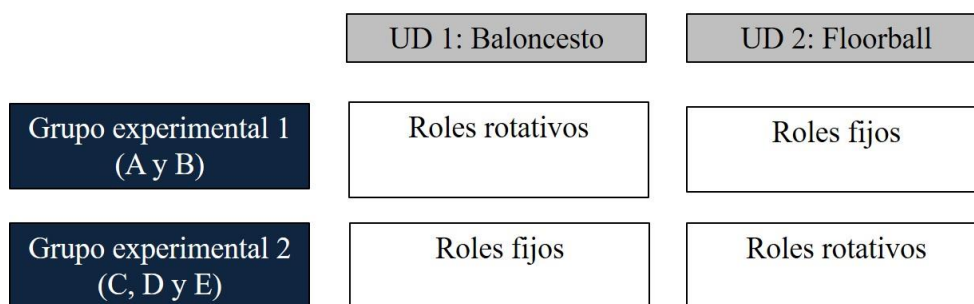 UD 1: Baloncesto
UD 2: Floorball
Grupo experimental 1
(A y B)
Roles rotativos
Roles fijos
Grupo experimental 2
(C, D y E)
Roles fijos
Roles rotativos